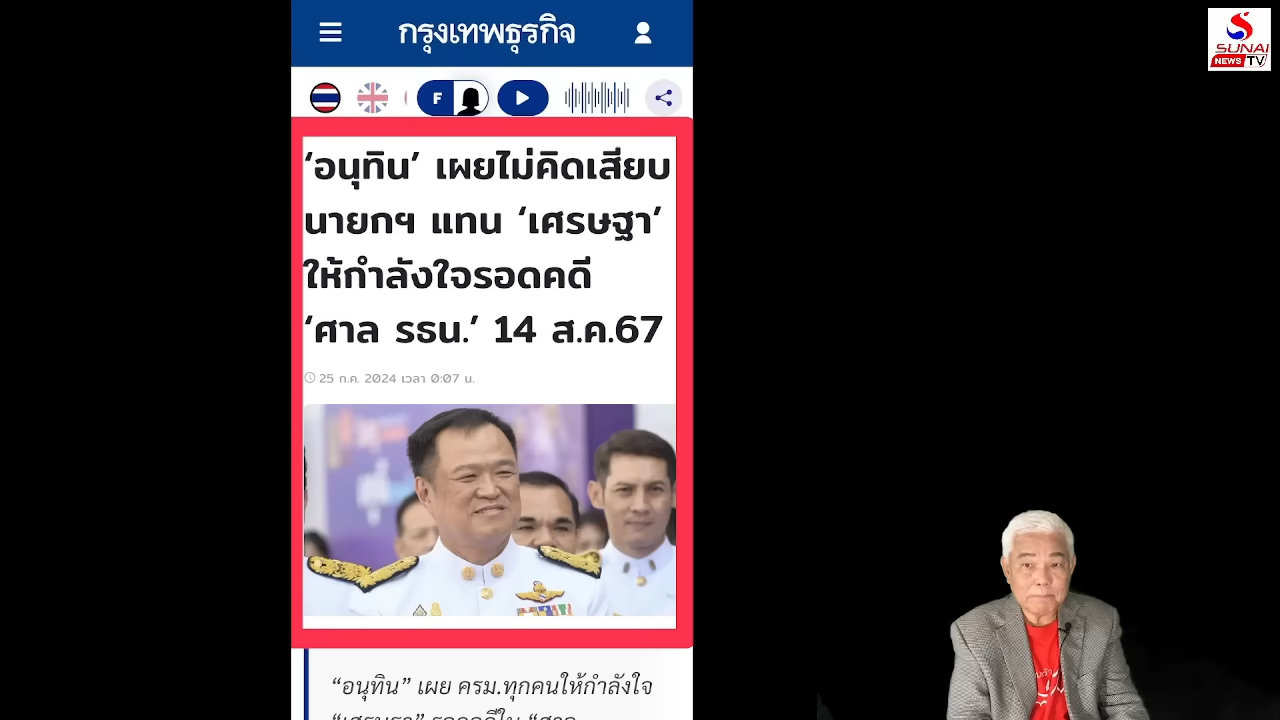 กรุงเทพธุรกิจ
SUNAI
NEWS TV
F
‘อนุทิน’ เผยไม่คิดเสียบ
นายกฯ แทน ‘เศรษฐา’
ให้กำลังใจรอดคดี
‘ศาล รธน.’ 14 ส.ค.67
25 ก.ค. 2024 เวลา 0:07 น.
“อนุทิน” เผย ครม.ทุกคนให้กำลังใจ